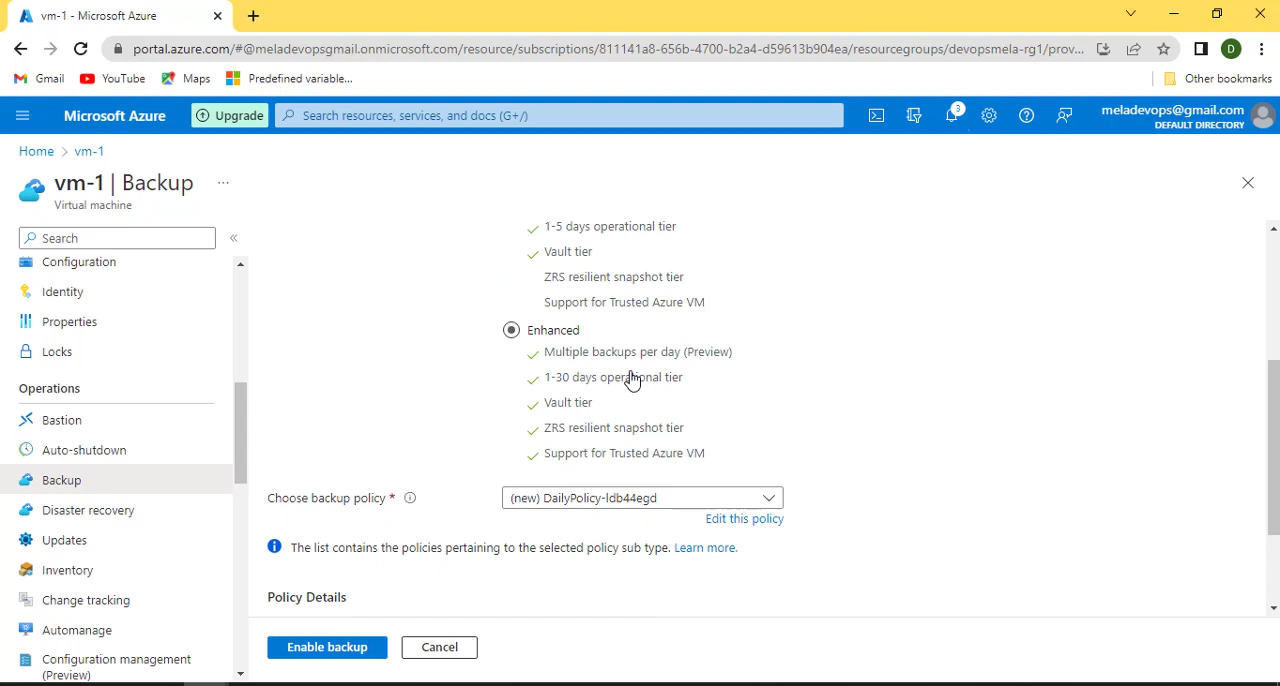 vm-1 - Microsoft Azure
portal.azure.com/#@meladevopsgmail.onmicrosoft.com/resource/subscriptions/811141a8-656b-4700-b2a4-d59613b904ea/resourcegroups/devopsmela-rg1/prov...
D
Gmail
YouTube
Maps
Predefined variable...
Other bookmarks
Microsoft Azure
Upgrade
Search resources, services, and docs (G+/)
3
meladevops@gmail.com
DEFAULT DIRECTORY
Home > vm-1
vm-1 | Backup ...
Virtual machine
Search
Configuration
Identity
Properties
Locks
Operations
Bastion
Auto-shutdown
Backup
Disaster recovery
Updates
Inventory
Change tracking
Automanage
Configuration management
(Preview)
1-5 days operational tier
Vault tier
ZRS resilient snapshot tier
Support for Trusted Azure VM
Enhanced
Multiple backups per day (Preview)
1-30 days operational tier
Vault tier
ZRS resilient snapshot tier
Support for Trusted Azure VM
Choose backup policy *
(new) DailyPolicy-ldb44egd
Edit this policy
The list contains the policies pertaining to the selected policy sub type. Learn more.
Policy Details
Enable backup
Cancel